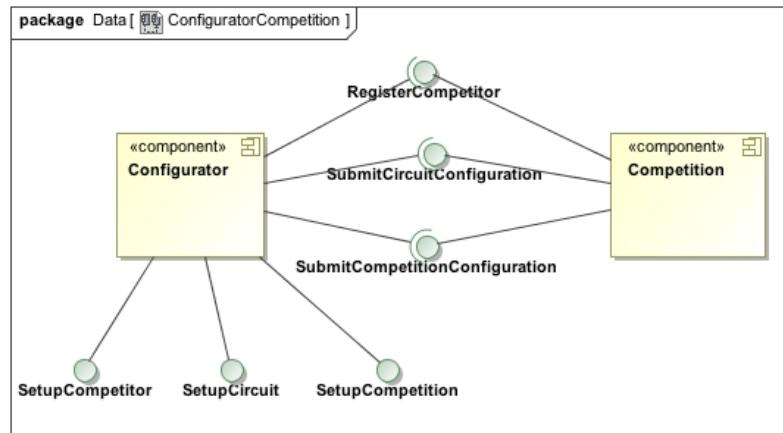 package Data [ ConfiguratorCompetition ]
RegisterCompetitor
«component»
Configurator
«component»
Competition
SubmitCircuitConfiguration
SubmitCompetitionConfiguration
SetupCompetitor
SetupCircuit
SetupCompetition